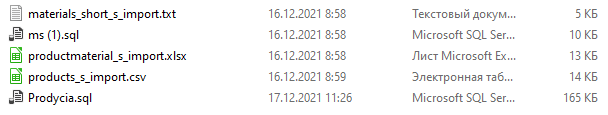 materials_short_s_import.txt 16.12.2021 8:58 Текстовый докум... 5 КБ
ms (1).sql 16.12.2021 8:58 Microsoft SQL Ser... 10 КБ
productmaterial_s_import.xlsx 16.12.2021 8:58 Лист Microsoft Ex... 13 КБ
products_s_import.csv 16.12.2021 8:59 Электронная таб... 14 КБ
Prodycia.sql 17.12.2021 11:26 Microsoft SQL Ser... 165 КБ